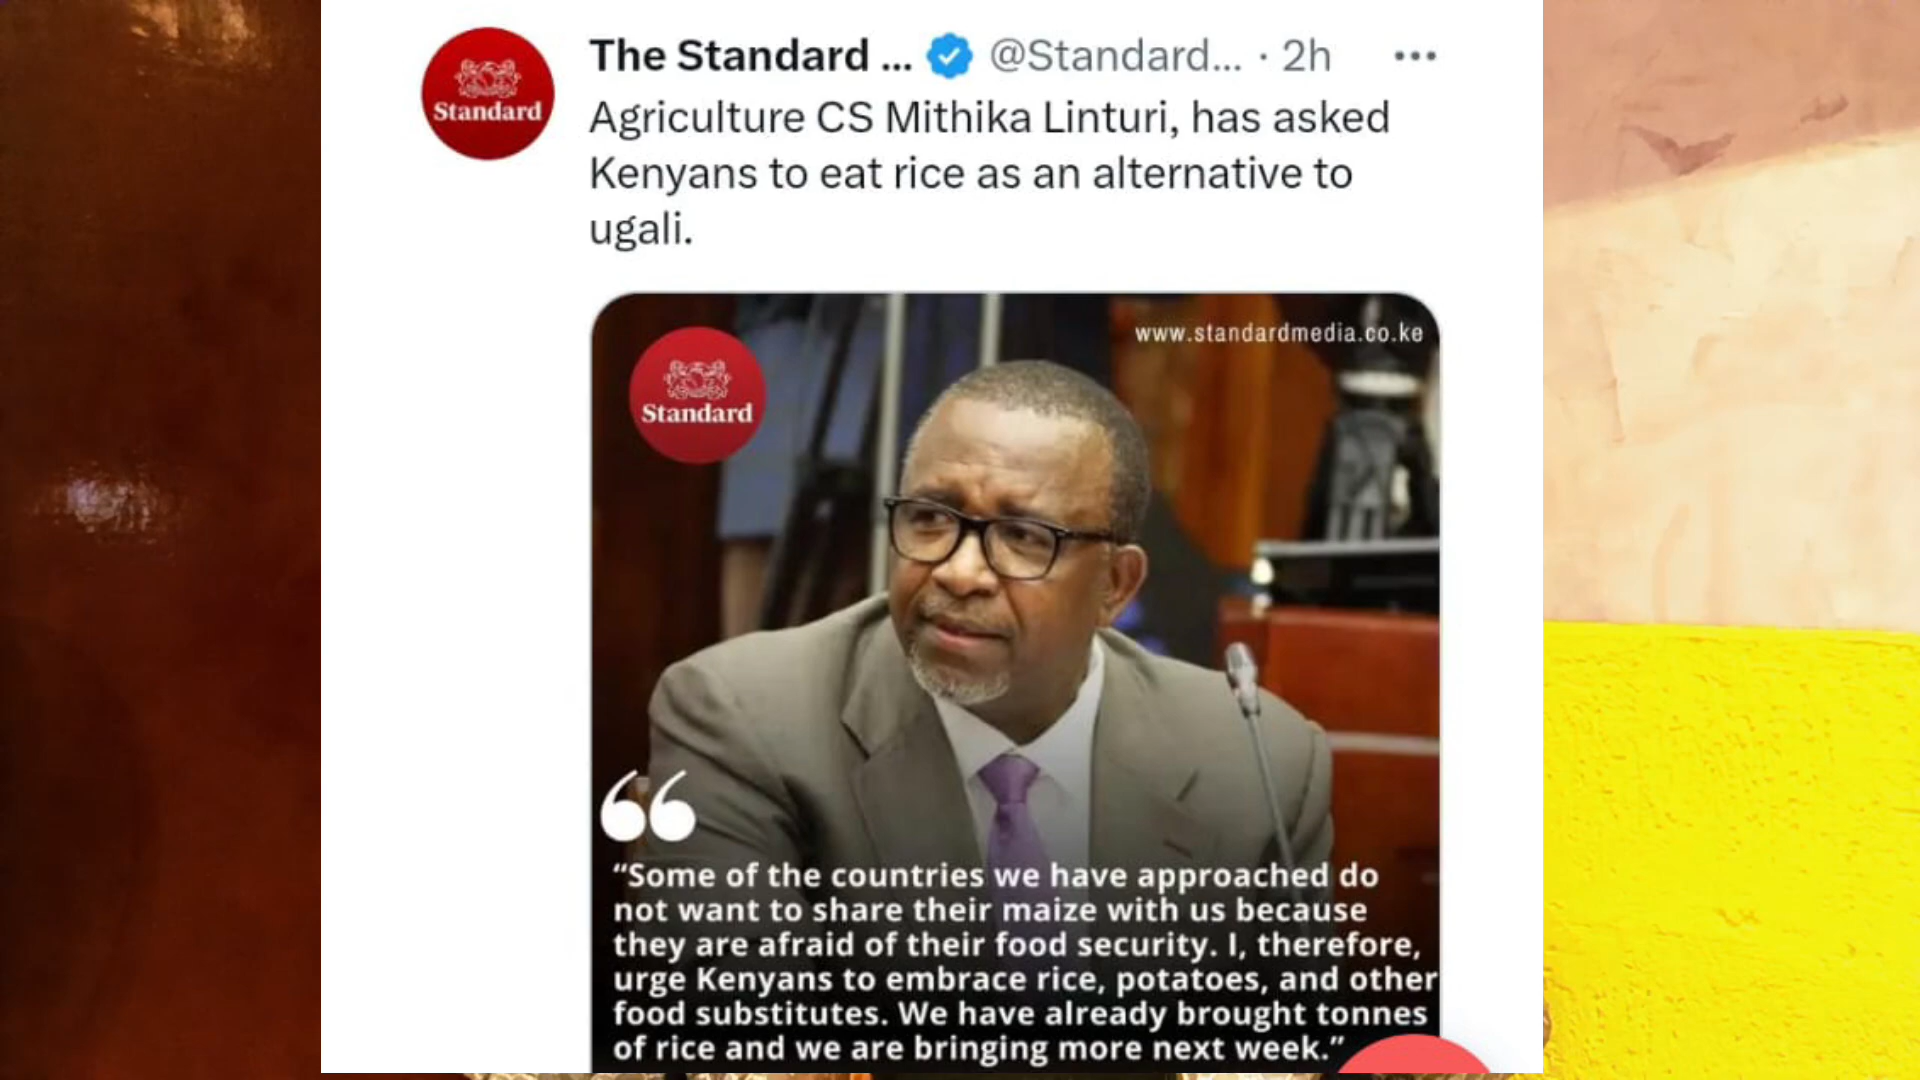 Standard
The Standard ... @Standard... · 2h ...
Agriculture CS Mithika Linturi, has asked
Kenyans to eat rice as an alternative to
ugali.
www.standardmedia.co.ke
Standard
“Some of the countries we have approached do
not want to share their maize with us because
they are afraid of their food security. I, therefore,
urge Kenyans to embrace rice, potatoes, and other
food substitutes. We have already brought tonnes
of rice and we are bringing more next week.”